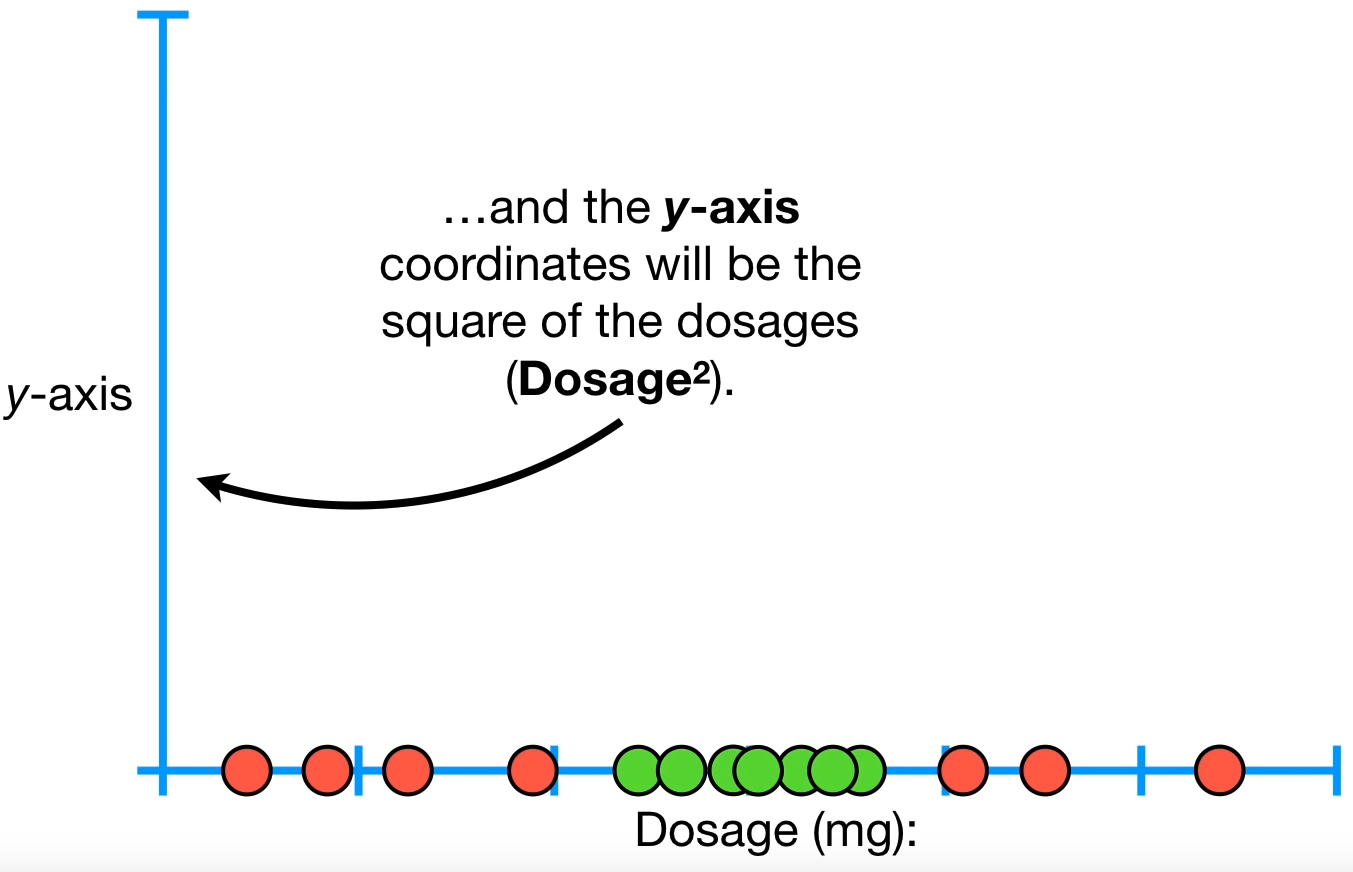 …and the y-axis
coordinates will be the
square of the dosages
(Dosage²).
y-axis
Dosage (mg):